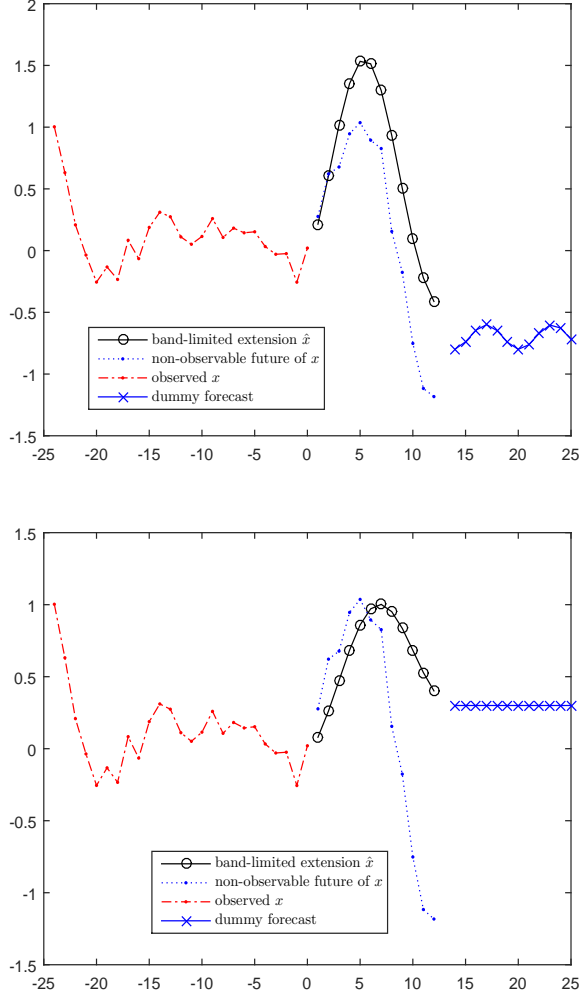 2
1.5
1
0.5
0
-0.5
-1
-1.5
band-limited extension x̂
non-observable future of x
observed x
dummy forecast
-25 -20 -15 -10 -5 0 5 10 15 20 25
1.5
1
0.5
0
-0.5
-1
-1.5
band-limited extension x̂
non-observable future of x
observed x
dummy forecast
-25 -20 -15 -10 -5 0 5 10 15 20 25